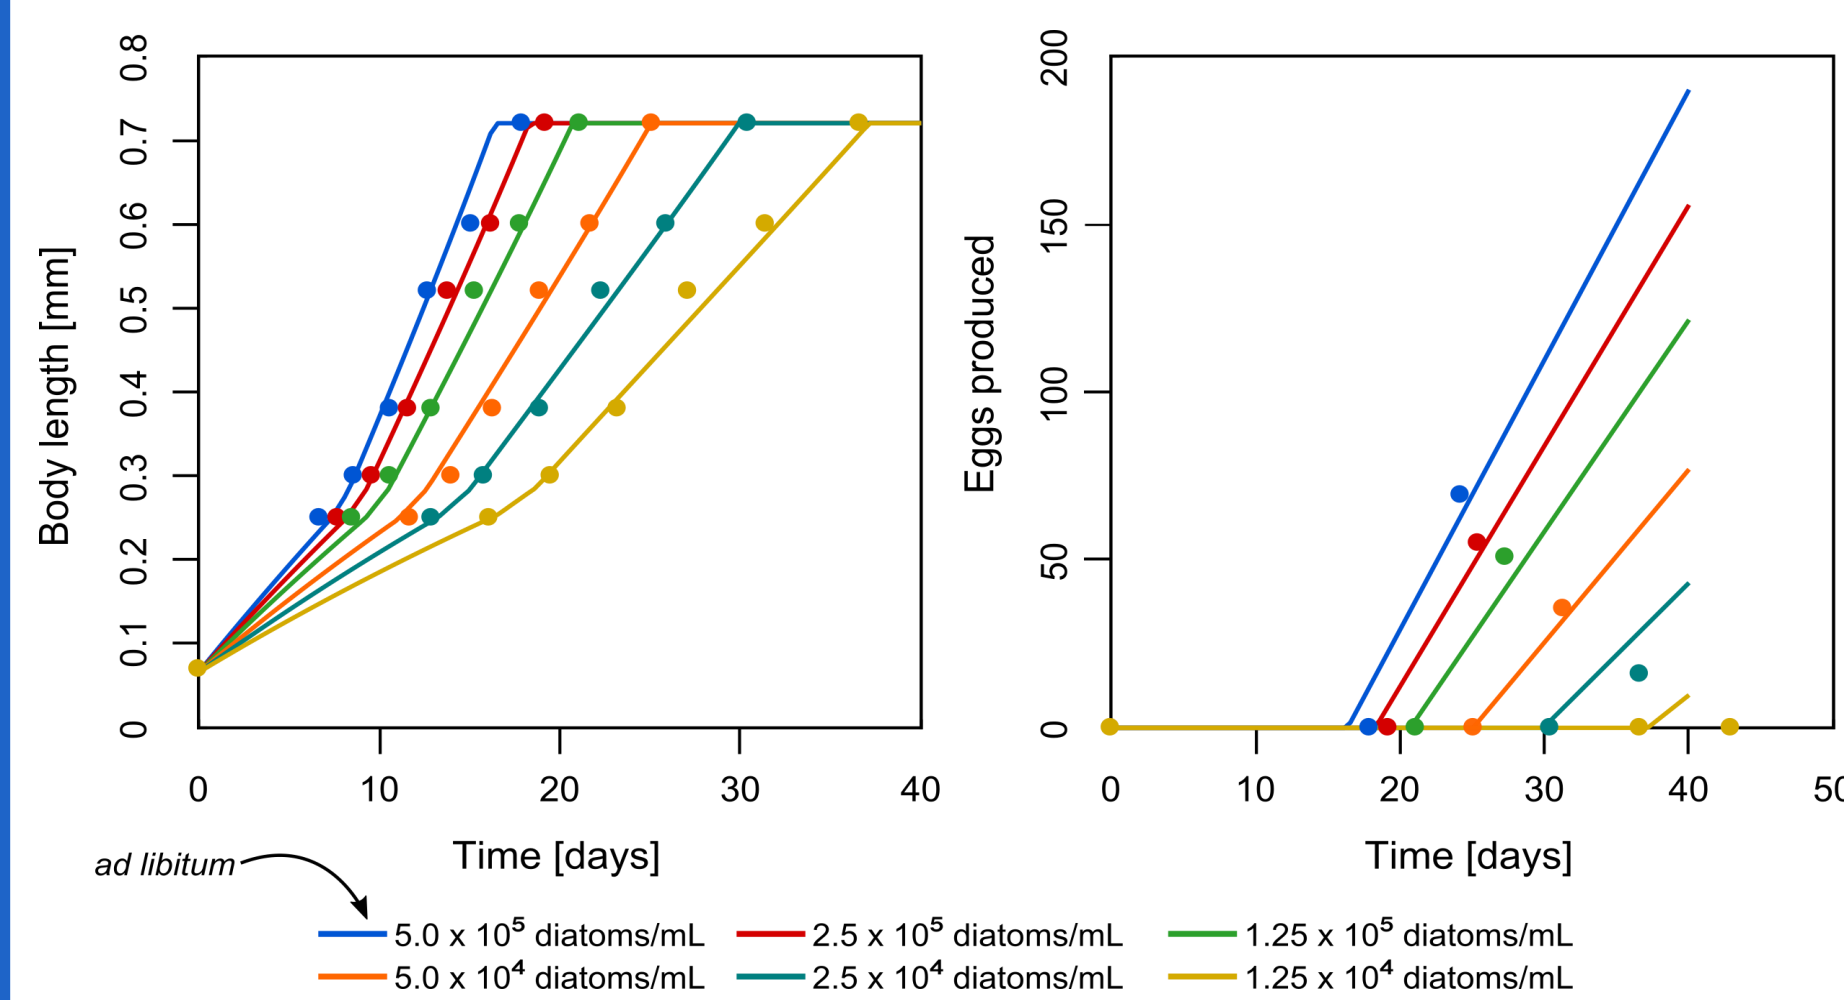 0.8
0.7
0.6
0.5
0.4
0.3
0.2
0.1
0
Body length [mm]
0 10 20 30 40
Time [days]
200
150
100
50
0
Eggs produced
0 10 20 30 40 50
Time [days]
ad libitum
5.0 x 10⁵ diatoms/mL 2.5 x 10⁵ diatoms/mL 1.25 x 10⁵ diatoms/mL
5.0 x 10⁴ diatoms/mL 2.5 x 10⁴ diatoms/mL 1.25 x 10⁴ diatoms/mL